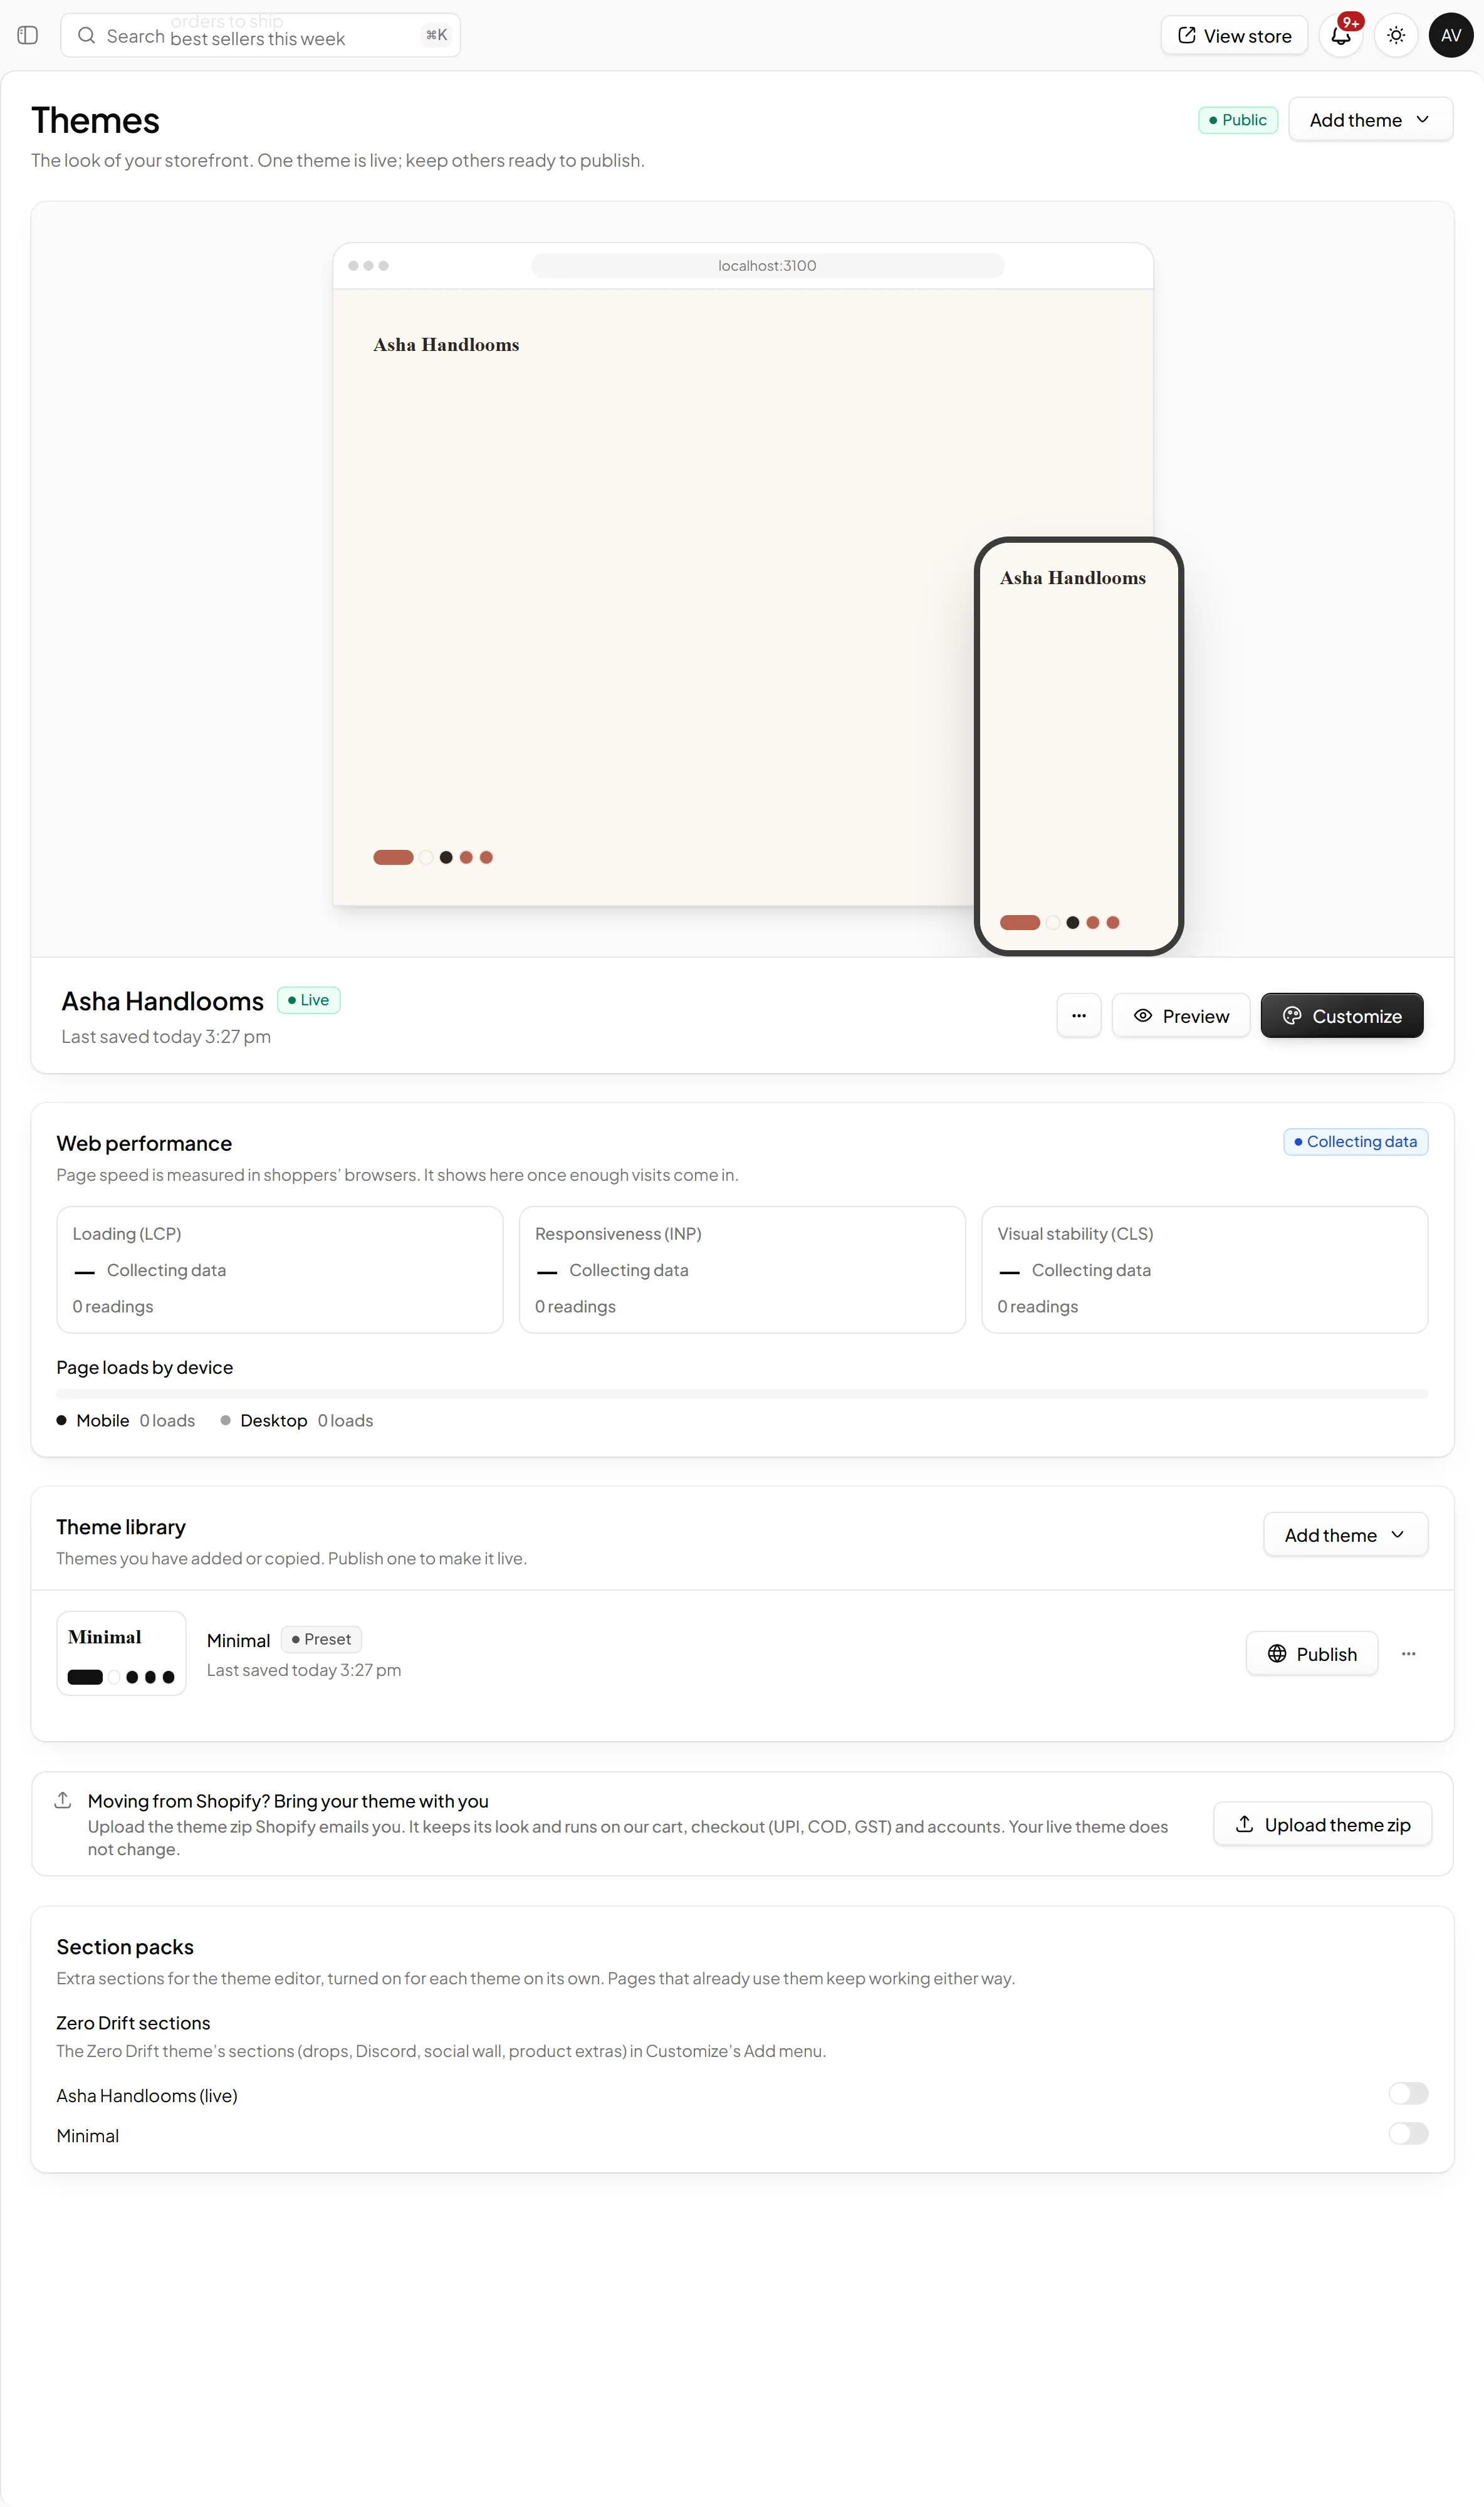 orders to ship
Search best sellers this week
⌘K
View store
9+
AV
Themes
Public
Add theme
The look of your storefront. One theme is live; keep others ready to publish.
localhost:3100
Asha Handlooms
Asha Handlooms
Asha Handlooms
Live
Last saved today 3:27 pm
Preview
Customize
Web performance
Collecting data
Page speed is measured in shoppers’ browsers. It shows here once enough visits come in.
Loading (LCP)
— Collecting data
0 readings
Responsiveness (INP)
— Collecting data
0 readings
Visual stability (CLS)
— Collecting data
0 readings
Page loads by device
Mobile 0 loads Desktop 0 loads
Theme library
Add theme
Themes you have added or copied. Publish one to make it live.
Minimal
Minimal
Preset
Last saved today 3:27 pm
Publish
Moving from Shopify? Bring your theme with you
Upload the theme zip Shopify emails you. It keeps its look and runs on our cart, checkout (UPI, COD, GST) and accounts. Your live theme does
not change.
Upload theme zip
Section packs
Extra sections for the theme editor, turned on for each theme on its own. Pages that already use them keep working either way.
Zero Drift sections
The Zero Drift theme’s sections (drops, Discord, social wall, product extras) in Customize’s Add menu.
Asha Handlooms (live)
Minimal